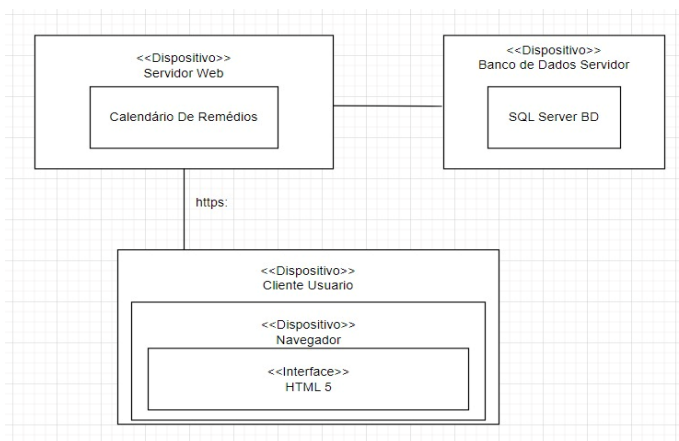 <<Dispositivo>>
Servidor Web
Calendário De Remédios
<<Dispositivo>>
Banco de Dados Servidor
SQL Server BD
https:
<<Dispositivo>>
Cliente Usuario
<<Dispositivo>>
Navegador
<<Interface>>
HTML 5